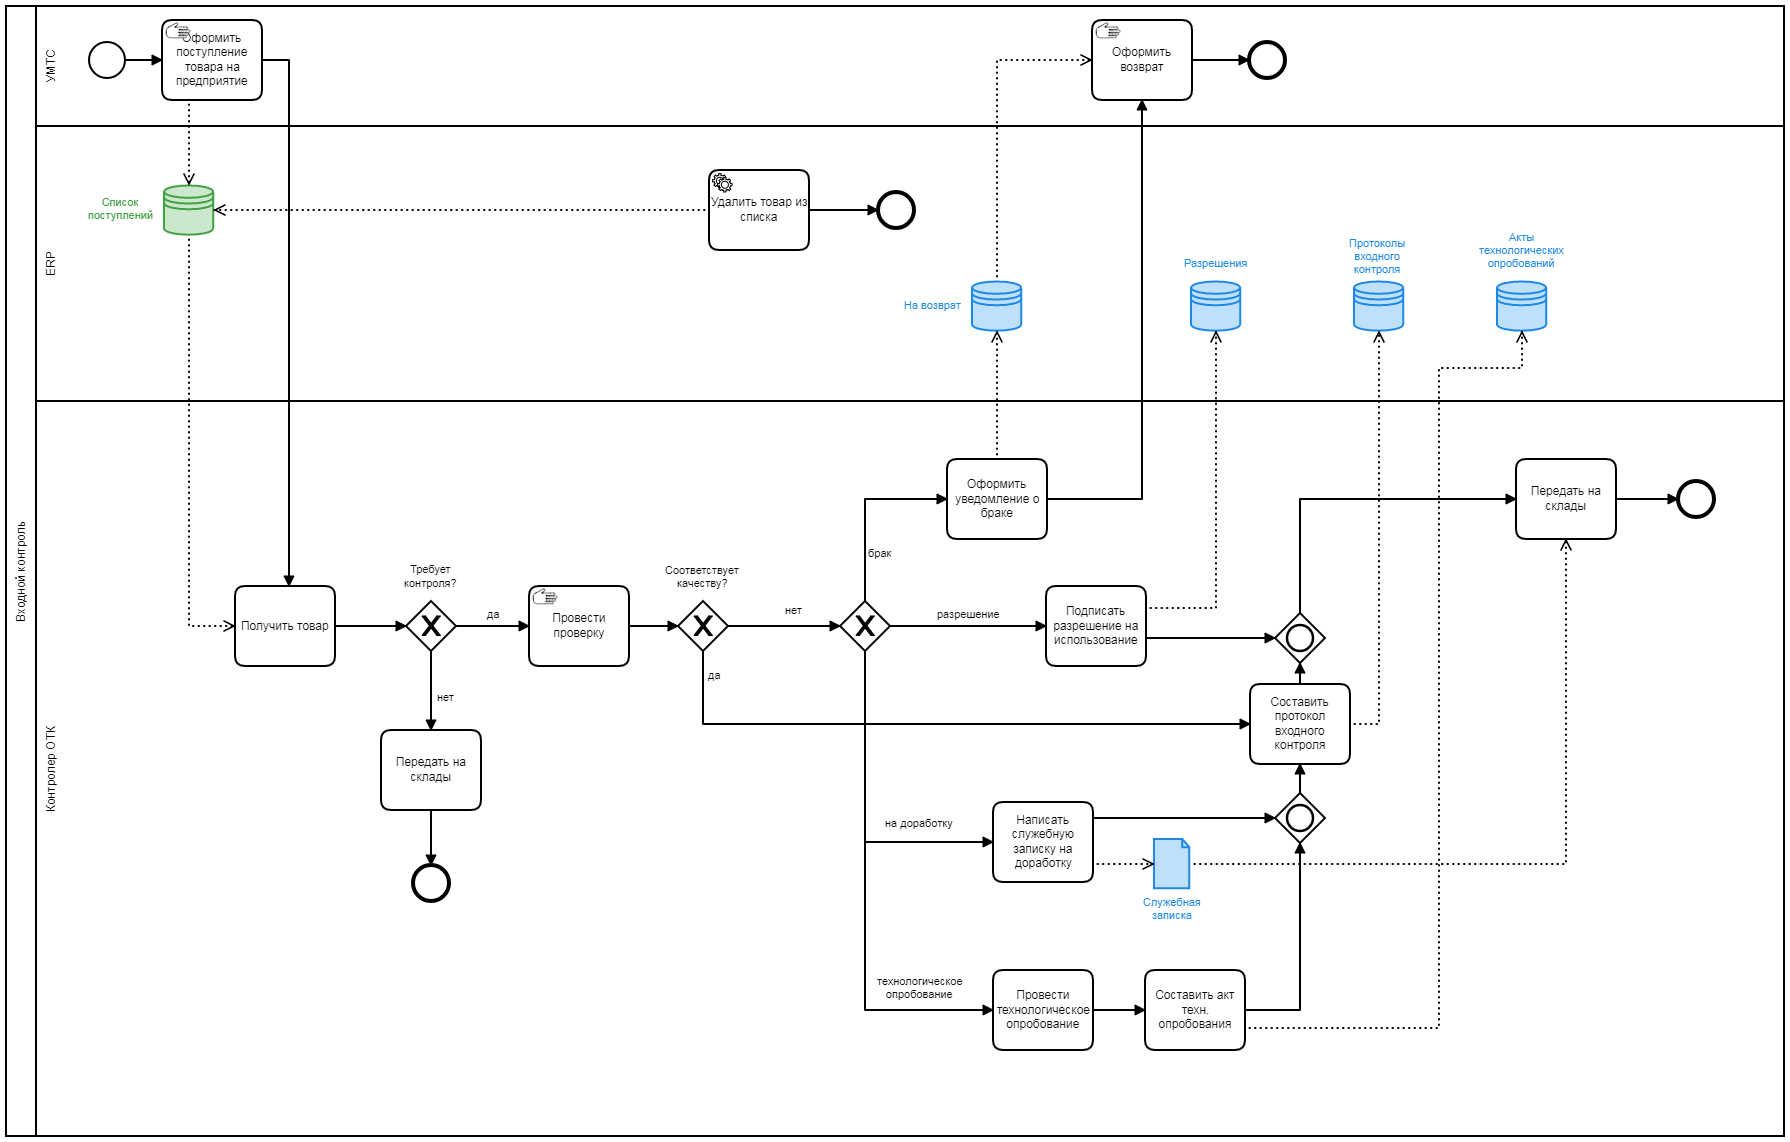 Входной контроль
УМТС
Оформить
поступление
товара на
предприятие
Оформить
возврат
ERP
Список
поступлений
Удалить товар из
списка
На возврат
Разрешения
Протоколы
входного
контроля
Акты
технологических
опробований
Контролер ОТК
Получить товар
Требует
контроля?
да
нет
Передать на
склады
Провести
проверку
Соответствует
качеству?
нет
да
брак
Оформить
уведомление о
браке
разрешение
Подписать
разрешение на
использование
Передать на
склады
Составить
протокол
входного
контроля
на доработку
Написать
служебную
записку на
доработку
Служебная
записка
технологическое
опробование
Провести
технологическое
опробование
Составить акт
техн.
опробования